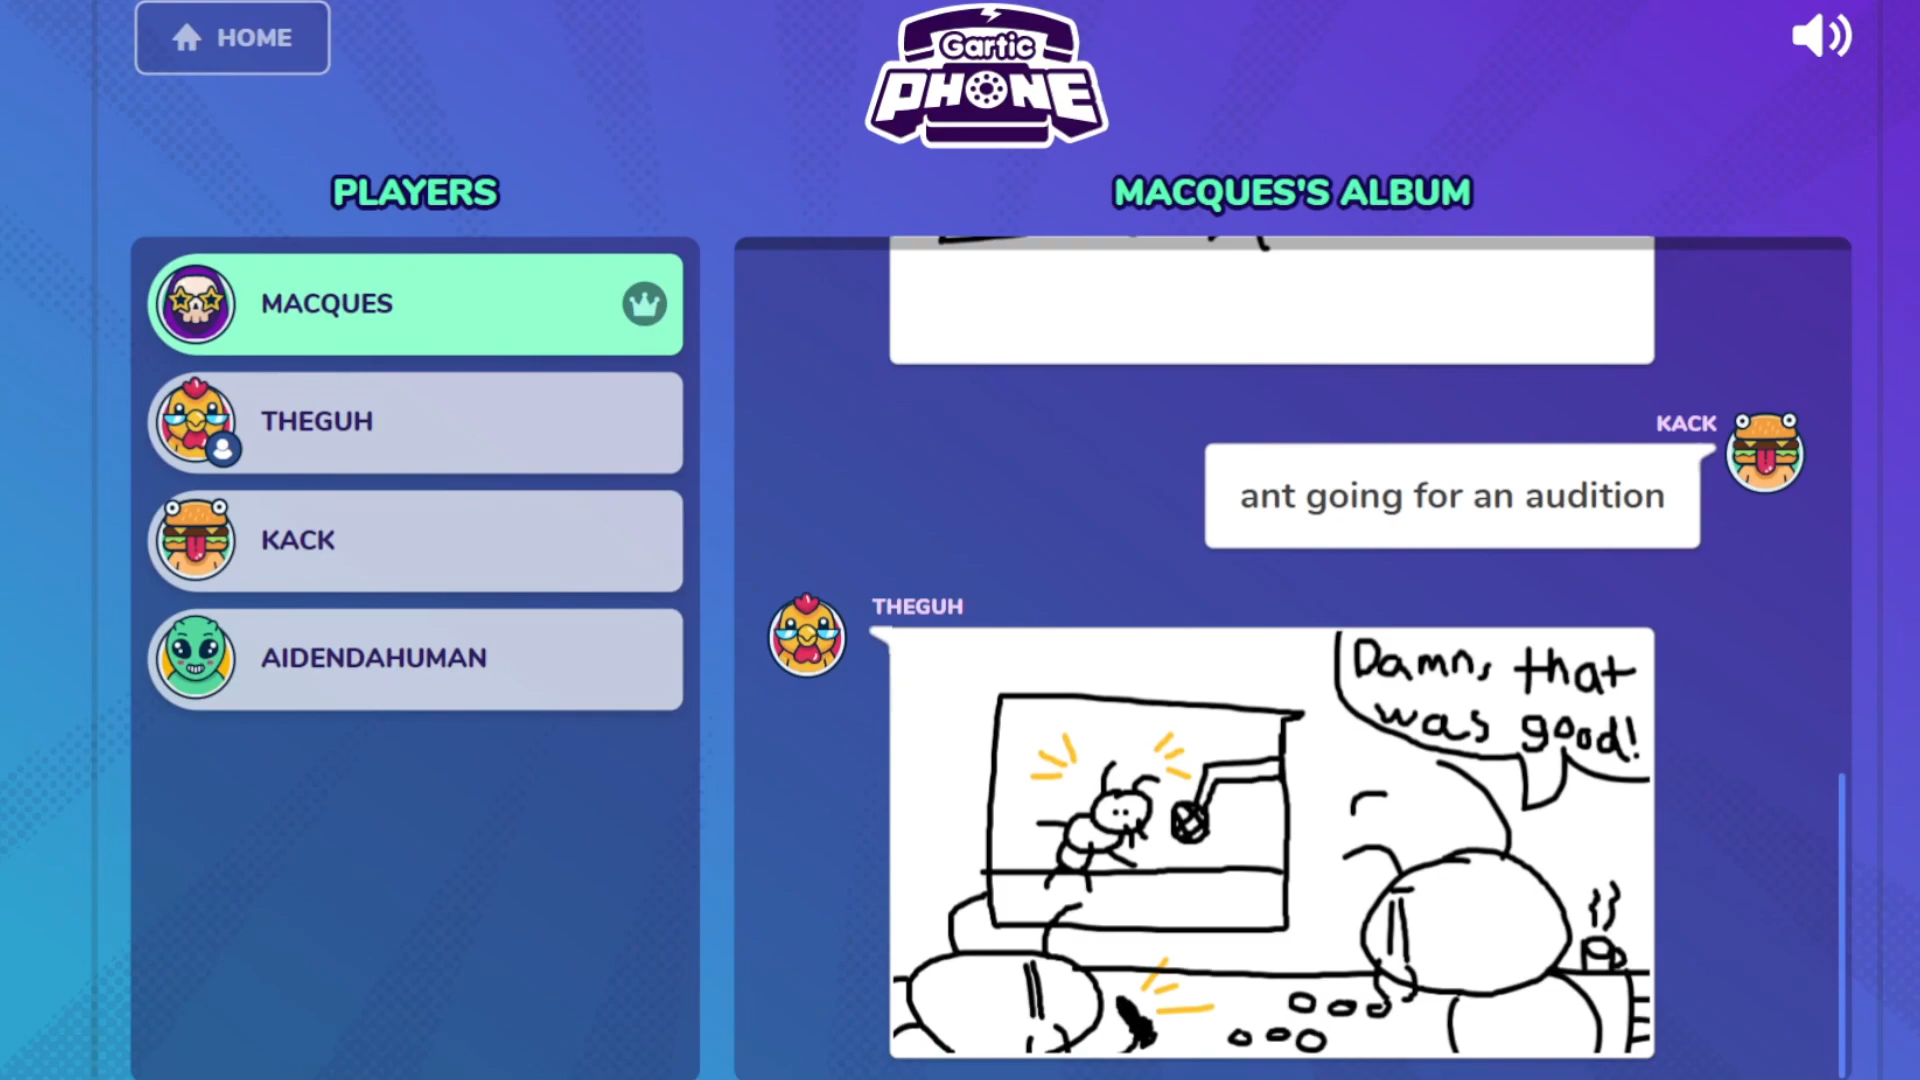 HOME
Gartic
PHONE
PLAYERS
MACQUES
THEGUH
KACK
AIDENDAHUMAN
MACQUES'S ALBUM
KACK
ant going for an audition
THEGUH
Damn, that
was good!